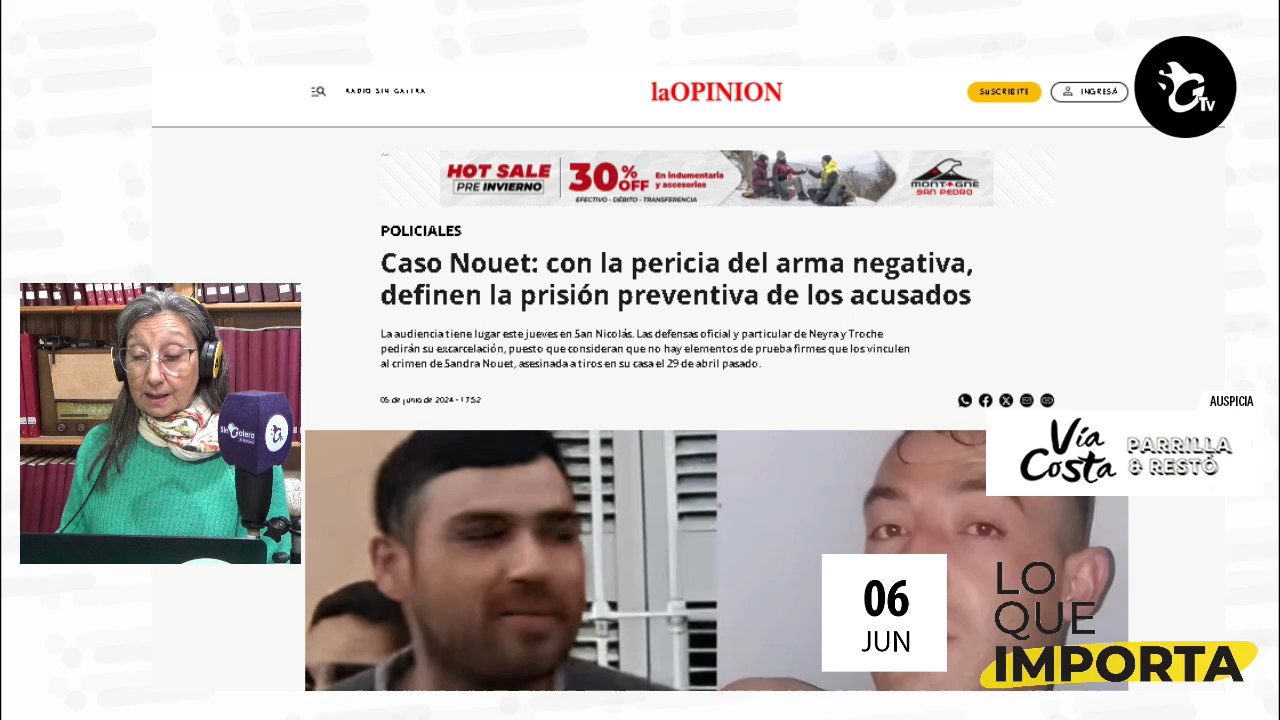 RADIO SIN GALERA
laOPINION
SUSCRIBITE
INGRESÁ
G TV
HOT SALE
PRE INVIERNO
30% OFF
En indumentaria
y accesorios
EFECTIVO - DÉBITO - TRANSFERENCIA
MONTAGNE
SAN PEDRO
POLICIALES
Caso Nouet: con la pericia del arma negativa,
definen la prisión preventiva de los acusados
La audiencia tiene lugar este jueves en San Nicolás. Las defensas oficial y particular de Neyra y Troche
pedirán su excarcelación, puesto que consideran que no hay elementos de prueba firmes que los vinculen
al crimen de Sandra Nouet, asesinada a tiros en su casa el 29 de abril pasado.
05 de junio de 2024 - 17:52
Sin Galera
AUSPICIA
Vía
Costa
PARRILLA
& RESTÓ
06
JUN
LO
QUE
IMPORTA